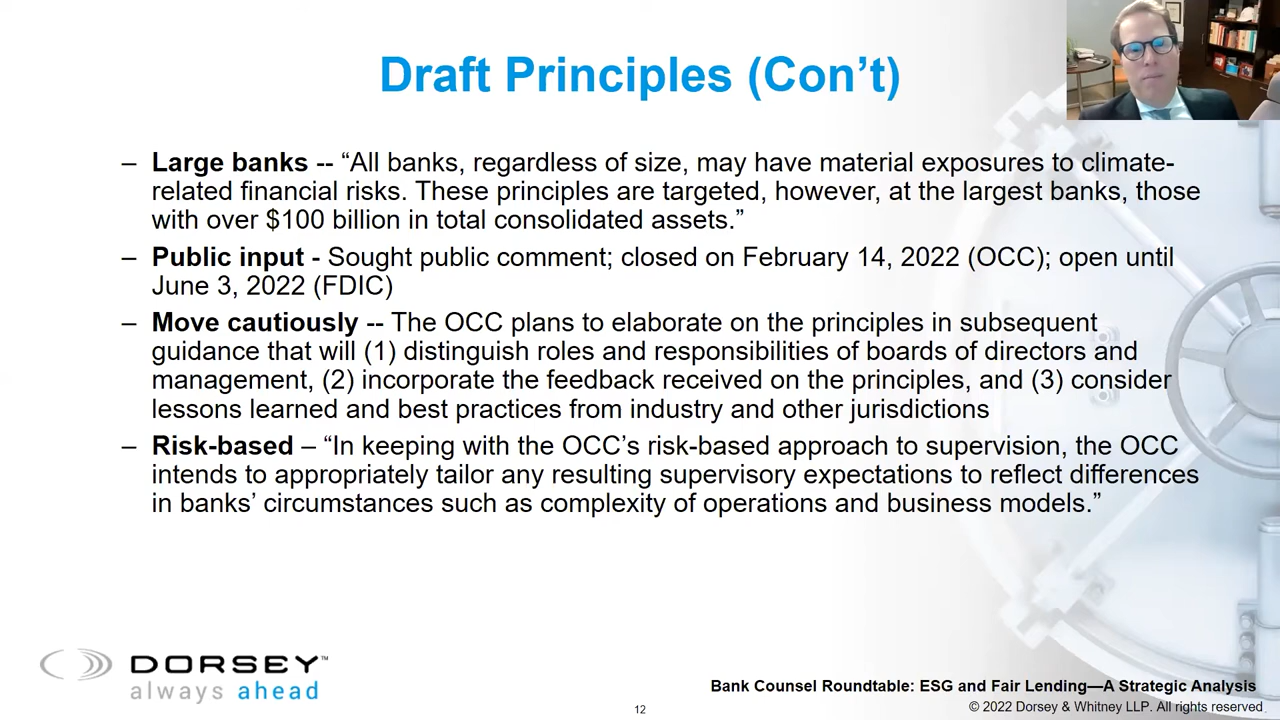 Draft Principles (Con’t)
– Large banks -- “All banks, regardless of size, may have material exposures to climate-
related financial risks. These principles are targeted, however, at the largest banks, those
with over $100 billion in total consolidated assets.”
– Public input - Sought public comment; closed on February 14, 2022 (OCC); open until
June 3, 2022 (FDIC)
– Move cautiously -- The OCC plans to elaborate on the principles in subsequent
guidance that will (1) distinguish roles and responsibilities of boards of directors and
management, (2) incorporate the feedback received on the principles, and (3) consider
lessons learned and best practices from industry and other jurisdictions
– Risk-based – “In keeping with the OCC’s risk-based approach to supervision, the OCC
intends to appropriately tailor any resulting supervisory expectations to reflect differences
in banks’ circumstances such as complexity of operations and business models.”
DORSEY™
always ahead
Bank Counsel Roundtable: ESG and Fair Lending—A Strategic Analysis
12
© 2022 Dorsey & Whitney LLP. All rights reserved.